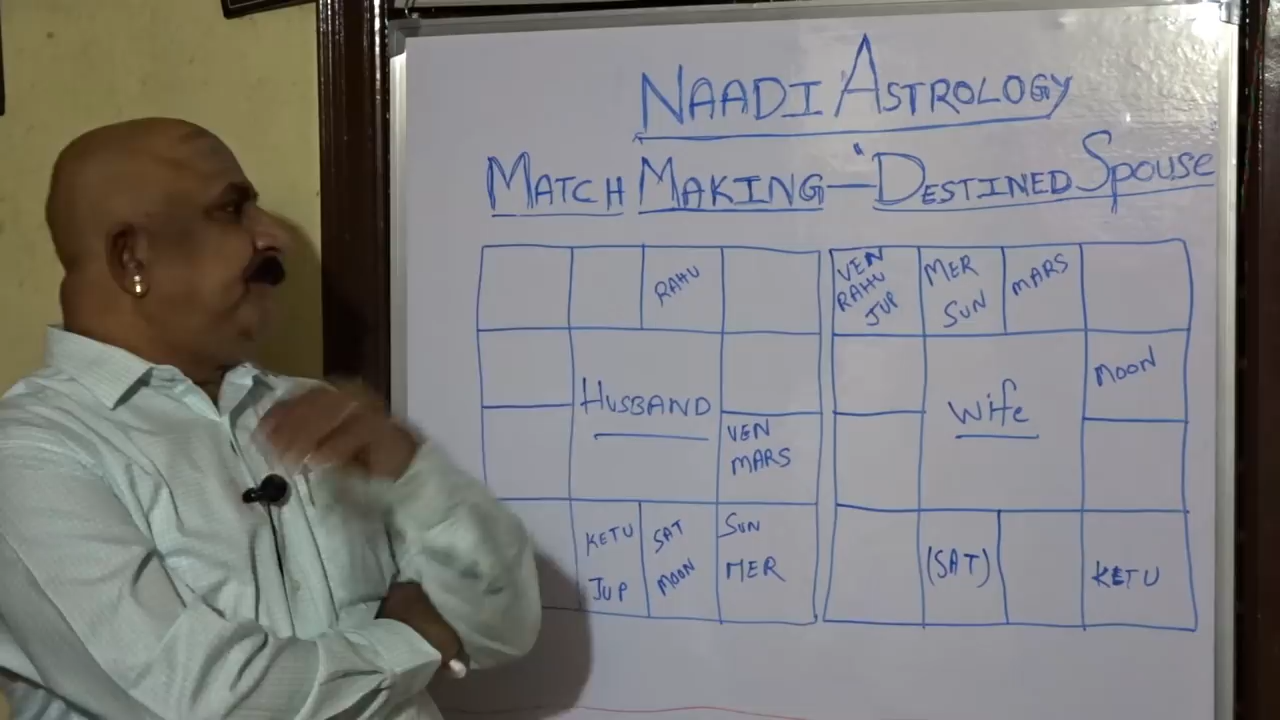 NAADI ASTROLOGY
MATCH MAKING — "DESTINED SPOUSE
RAHU
HUSBAND
VEN
MARS
KETU
JUP
SAT
MOON
SUN
MER
VEN
RAHU
JUP
MER
SUN
MARS
MOON
Wife
(SAT)
KETU